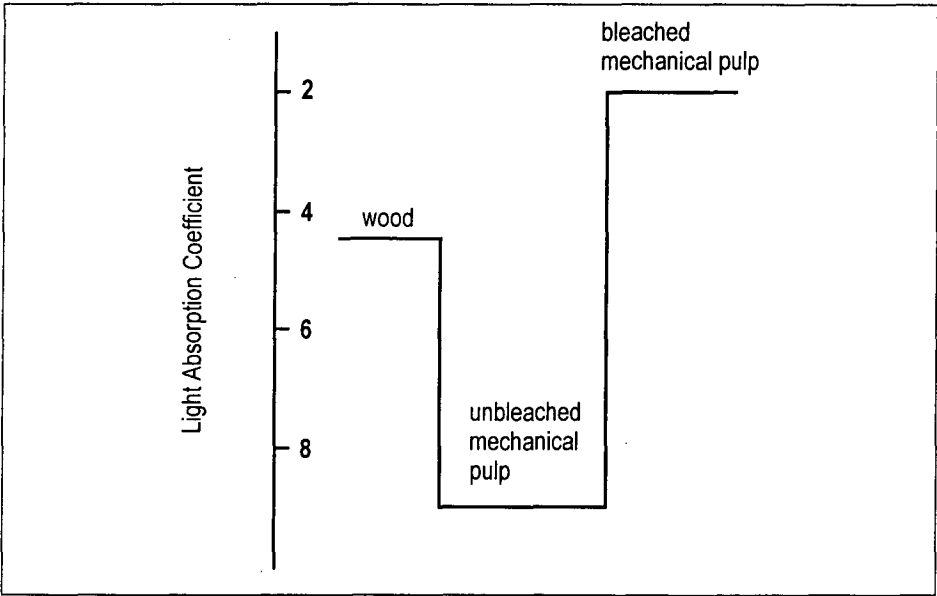 bleached
mechanical pulp
2
4
wood
6
unbleached
mechanical
pulp
8
Light Absorption Coefficient